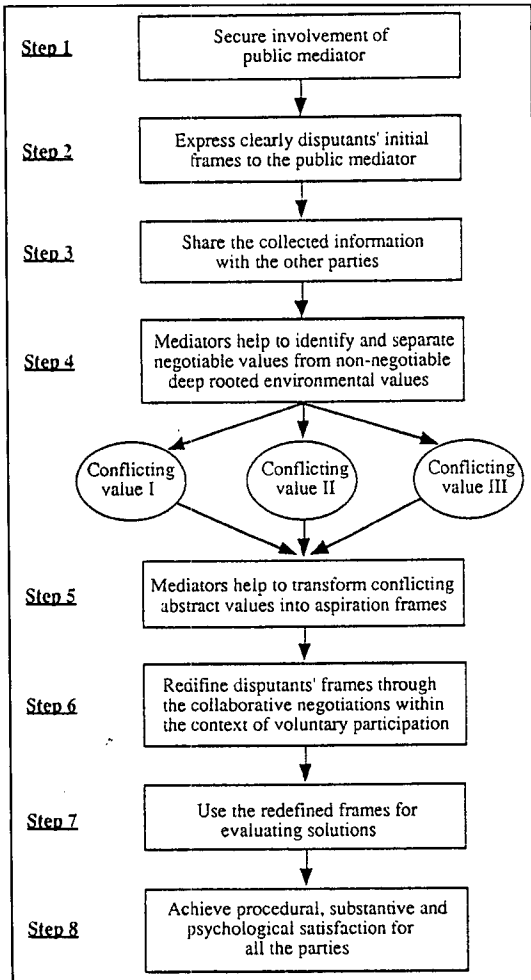 Step 1
Secure involvement of
public mediator
Step 2
Express clearly disputants' initial
frames to the public mediator
Step 3
Share the collected information
with the other parties
Step 4
Mediators help to identify and separate
negotiable values from non-negotiable
deep rooted environmental values
Conflicting
value I
Conflicting
value II
Conflicting
value III
Step 5
Mediators help to transform conflicting
abstract values into aspiration frames
Step 6
Redifine disputants' frames through
the collaborative negotiations within
the context of voluntary participation
Step 7
Use the redefined frames for
evaluating solutions
Step 8
Achieve procedural, substantive and
psychological satisfaction for
all the parties